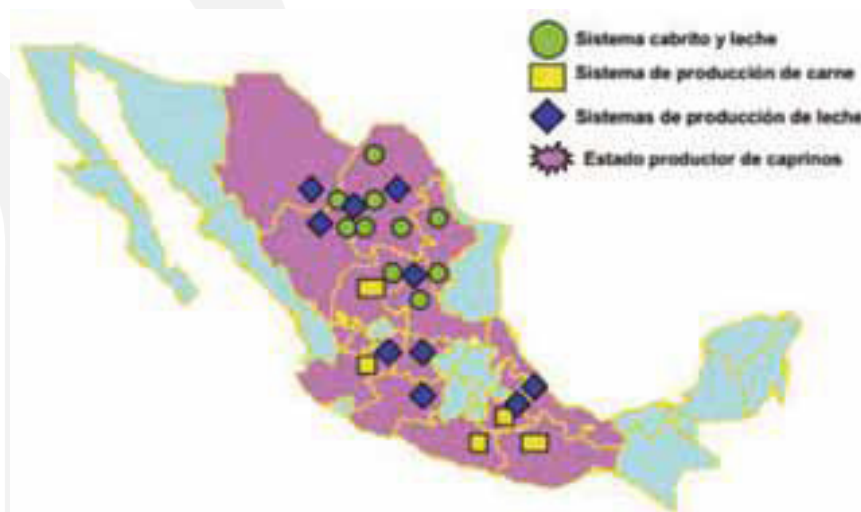 Sistema cabrito y leche
Sistema de producción de carne
Sistemas de producción de leche
Estado productor de caprinos